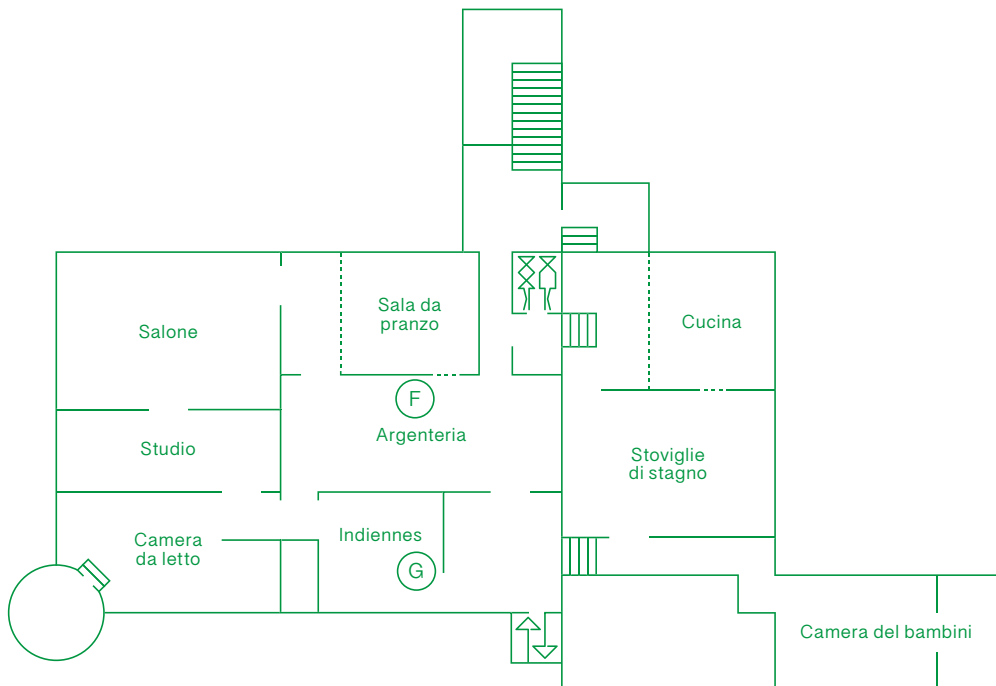 Sala da
pranzo
Salone
Cucina
F
Argenteria
Studio
Stoviglie
di stagno
Indiennes
Camera
da letto
G
Camera del bambini